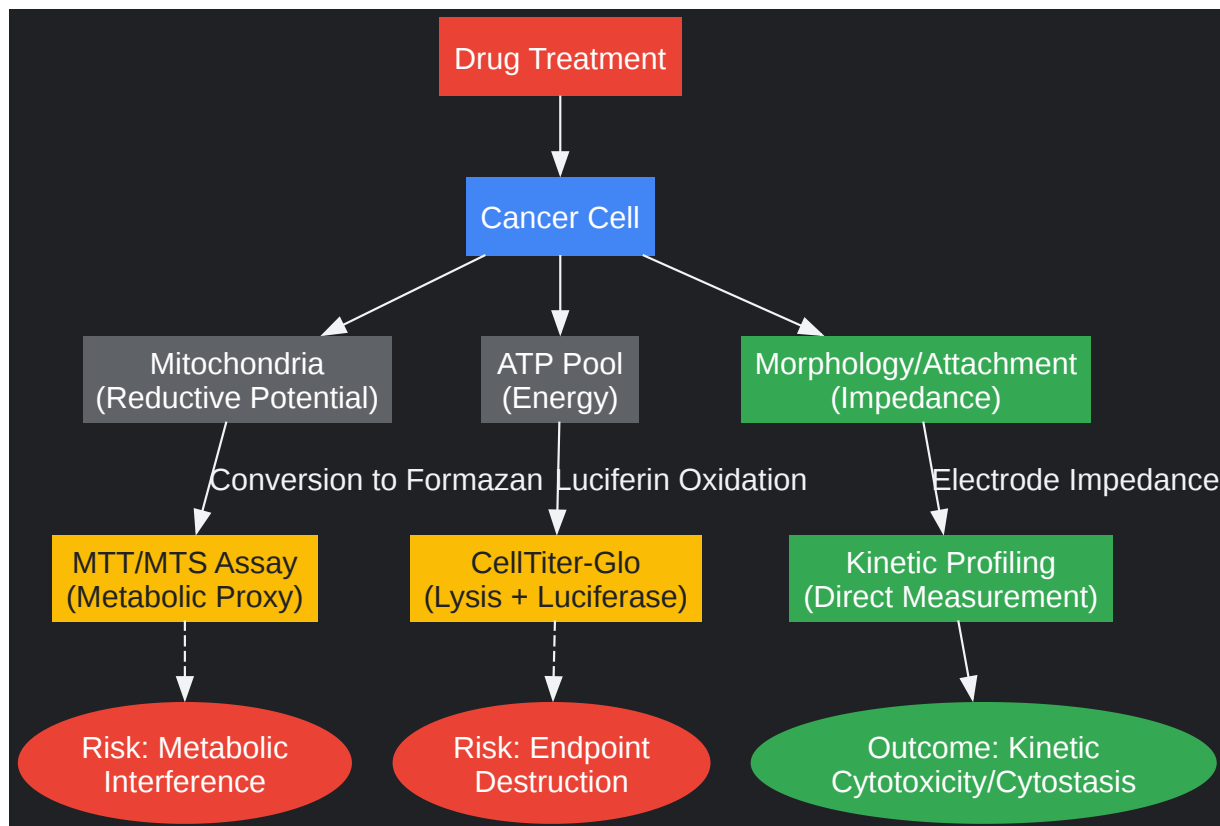 Drug Treatment
Cancer Cell
Mitochondria
(Reductive Potential)
ATP Pool
(Energy)
Morphology/Attachment
(Impedance)
Conversion to Formazan
Luciferin Oxidation
Electrode Impedance
MTT/MTS Assay
(Metabolic Proxy)
CellTiter-Glo
(Lysis + Luciferase)
Kinetic Profiling
(Direct Measurement)
Risk: Metabolic
Interference
Risk: Endpoint
Destruction
Outcome: Kinetic
Cytotoxicity/Cytostasis